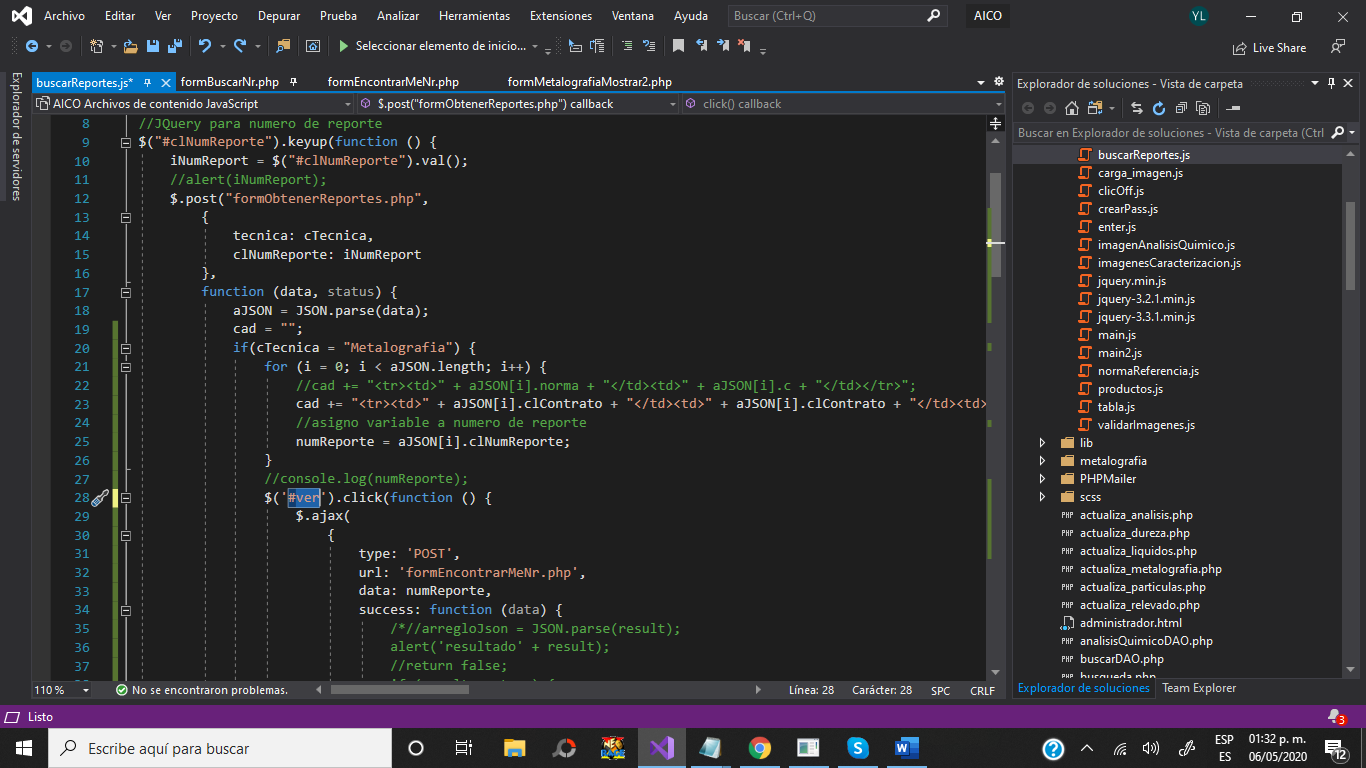 Archivo Editar Ver Proyecto Depurar Prueba Analizar Herramientas Extensiones Ventana Ayuda Buscar (Ctrl+Q) AICO YL
Seleccionar elemento de inicio... Live Share
Explorador de servidores
buscarReportes.js* formBuscarNr.php formEncontrarMeNr.php formMetalografiaMostrar2.php
AICO Archivos de contenido JavaScript $.post("formObtenerReportes.php") callback click() callback
8 //JQuery para numero de reporte
9 $("#clNumReporte").keyup(function () {
10 iNumReport = $("#clNumReporte").val();
11 //alert(iNumReport);
12 $.post("formObtenerReportes.php",
13 {
14 tecnica: cTecnica,
15 clNumReporte: iNumReport
16 },
17 function (data, status) {
18 aJSON = JSON.parse(data);
19 cad = "";
20 if(cTecnica = "Metalografia") {
21 for (i = 0; i < aJSON.length; i++) {
22 //cad += "<tr><td>" + aJSON[i].norma + "</td><td>" + aJSON[i].c + "</td></tr>";
23 cad += "<tr><td>" + aJSON[i].clContrato + "</td><td>" + aJSON[i].clContrato + "</td><td>
24 //asigno variable a numero de reporte
25 numReporte = aJSON[i].clNumReporte;
26 }
27 //console.log(numReporte);
28 $('#ver').click(function () {
29 $.ajax(
30 {
31 type: 'POST',
32 url: 'formEncontrarMeNr.php',
33 data: numReporte,
34 success: function (data) {
35 /*//arregloJson = JSON.parse(result);
36 alert('resultado' + result);
37 //return false;
110 % No se encontraron problemas. Línea: 28 Carácter: 28 SPC CRLF
Explorador de soluciones - Vista de carpeta
Buscar en Explorador de soluciones - Vista de carpeta (Ctrl
buscarReportes.js
carga_imagen.js
clicOff.js
crearPass.js
enter.js
imagenAnalisisQuimico.js
imagenesCaracterizacion.js
jquery.min.js
jquery-3.2.1.min.js
jquery-3.3.1.min.js
main.js
main2.js
normaReferencia.js
productos.js
tabla.js
validarImagenes.js
lib
metalografia
PHPMailer
scss
PHP actualiza_analisis.php
PHP actualiza_dureza.php
PHP actualiza_liquidos.php
PHP actualiza_metalografia.php
PHP actualiza_particulas.php
PHP actualiza_relevado.php
administrador.html
PHP analisisQuimicoDAO.php
PHP buscarDAO.php
PHP busqueda.php
Explorador de soluciones Team Explorer
Listo 3
Escribe aquí para buscar
ESP 01:32 p. m.
ES 06/05/2020 12